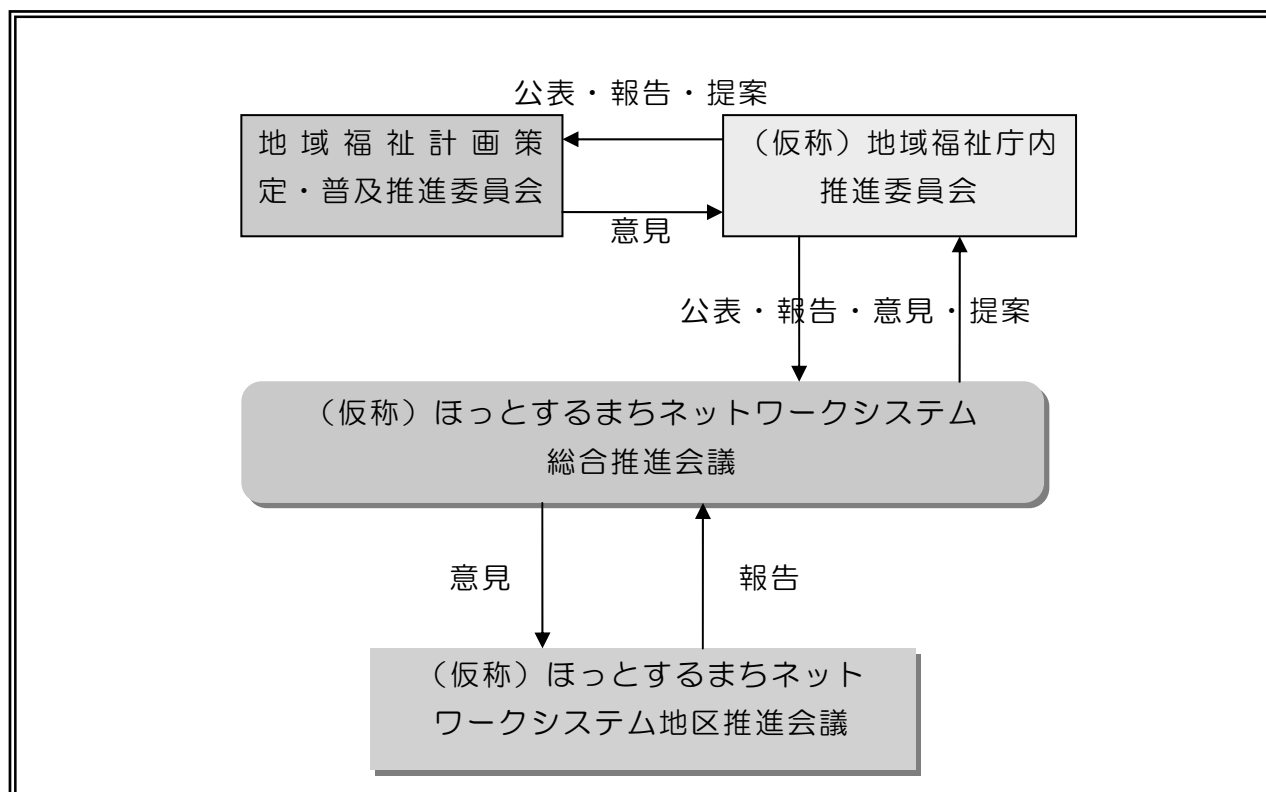 公表・報告・提案
地域福祉計画策
定・普及推進委員会
（仮称）地域福祉庁内
推進委員会
意見
公表・報告・意見・提案
（仮称）ほっとするまちネットワークシステム
総合推進会議
意見
報告
（仮称）ほっとするまちネット
ワークシステム地区推進会議